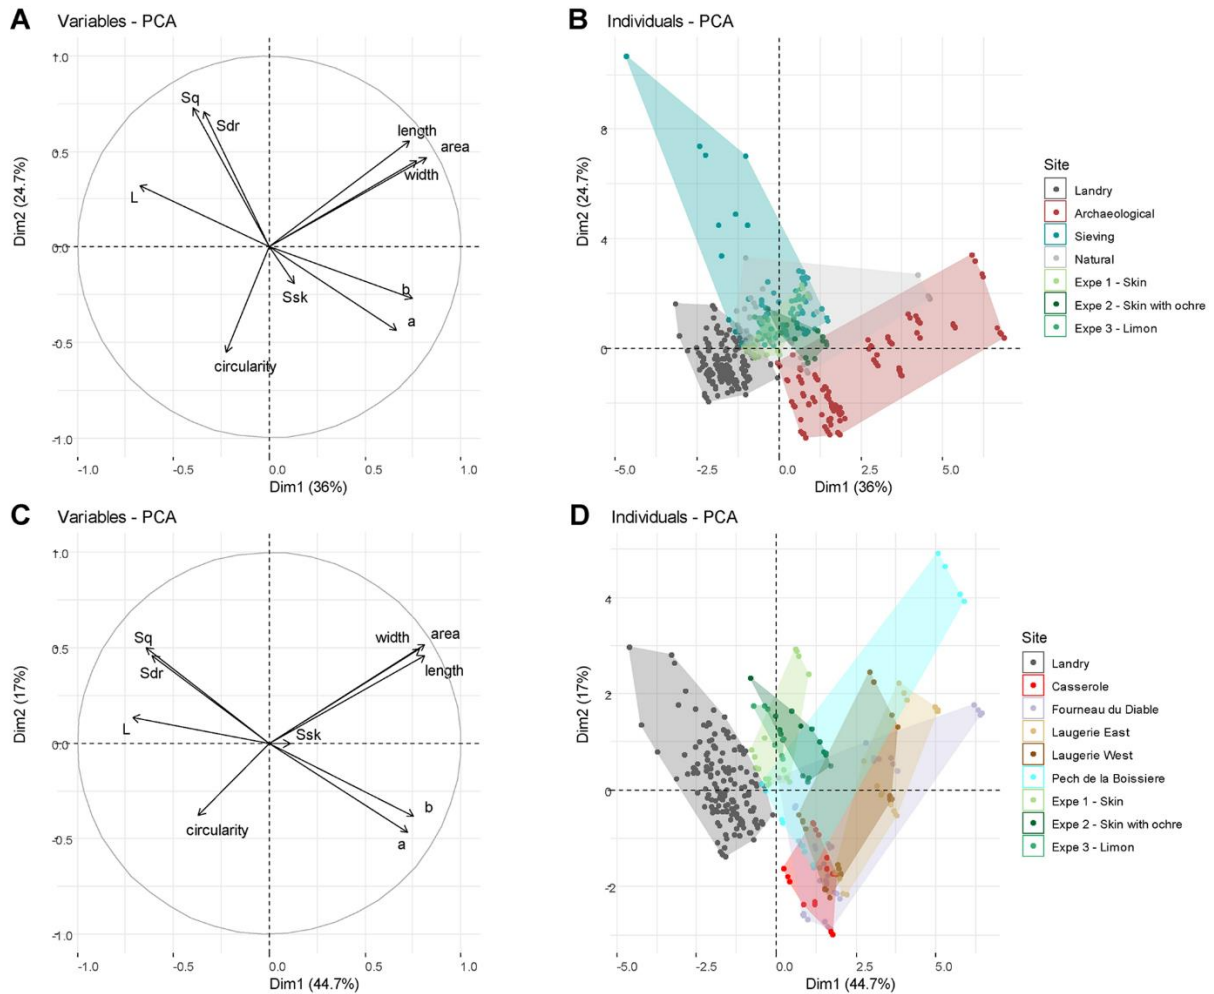 A Variables - PCA
1.0
0.5
0.0
-0.5
-1.0
Dim2 (24.7%)
Sq
Sdr
length
area
width
L
b
a
Ssk
circularity
-1.0 -0.5 0.0 0.5 1.0
Dim1 (36%)
B Individuals - PCA
8
4
0
Dim2 (24.7%)
-5.0 -2.5 0.0 2.5 5.0
Dim1 (36%)
Site
Landry
Archaeological
Sieving
Natural
Expe 1 - Skin
Expe 2 - Skin with ochre
Expe 3 - Limon
C Variables - PCA
1.0
0.5
0.0
-0.5
-1.0
Dim2 (17%)
Sq
Sdr
width
area
length
L
Ssk
b
a
circularity
-1.0 -0.5 0.0 0.5 1.0
Dim1 (44.7%)
D Individuals - PCA
4
2
0
-2
Dim2 (17%)
-5.0 -2.5 0.0 2.5 5.0
Dim1 (44.7%)
Site
Landry
Casserole
Fourneau du Diable
Laugerie East
Laugerie West
Pech de la Boissiere
Expe 1 - Skin
Expe 2 - Skin with ochre
Expe 3 - Limon